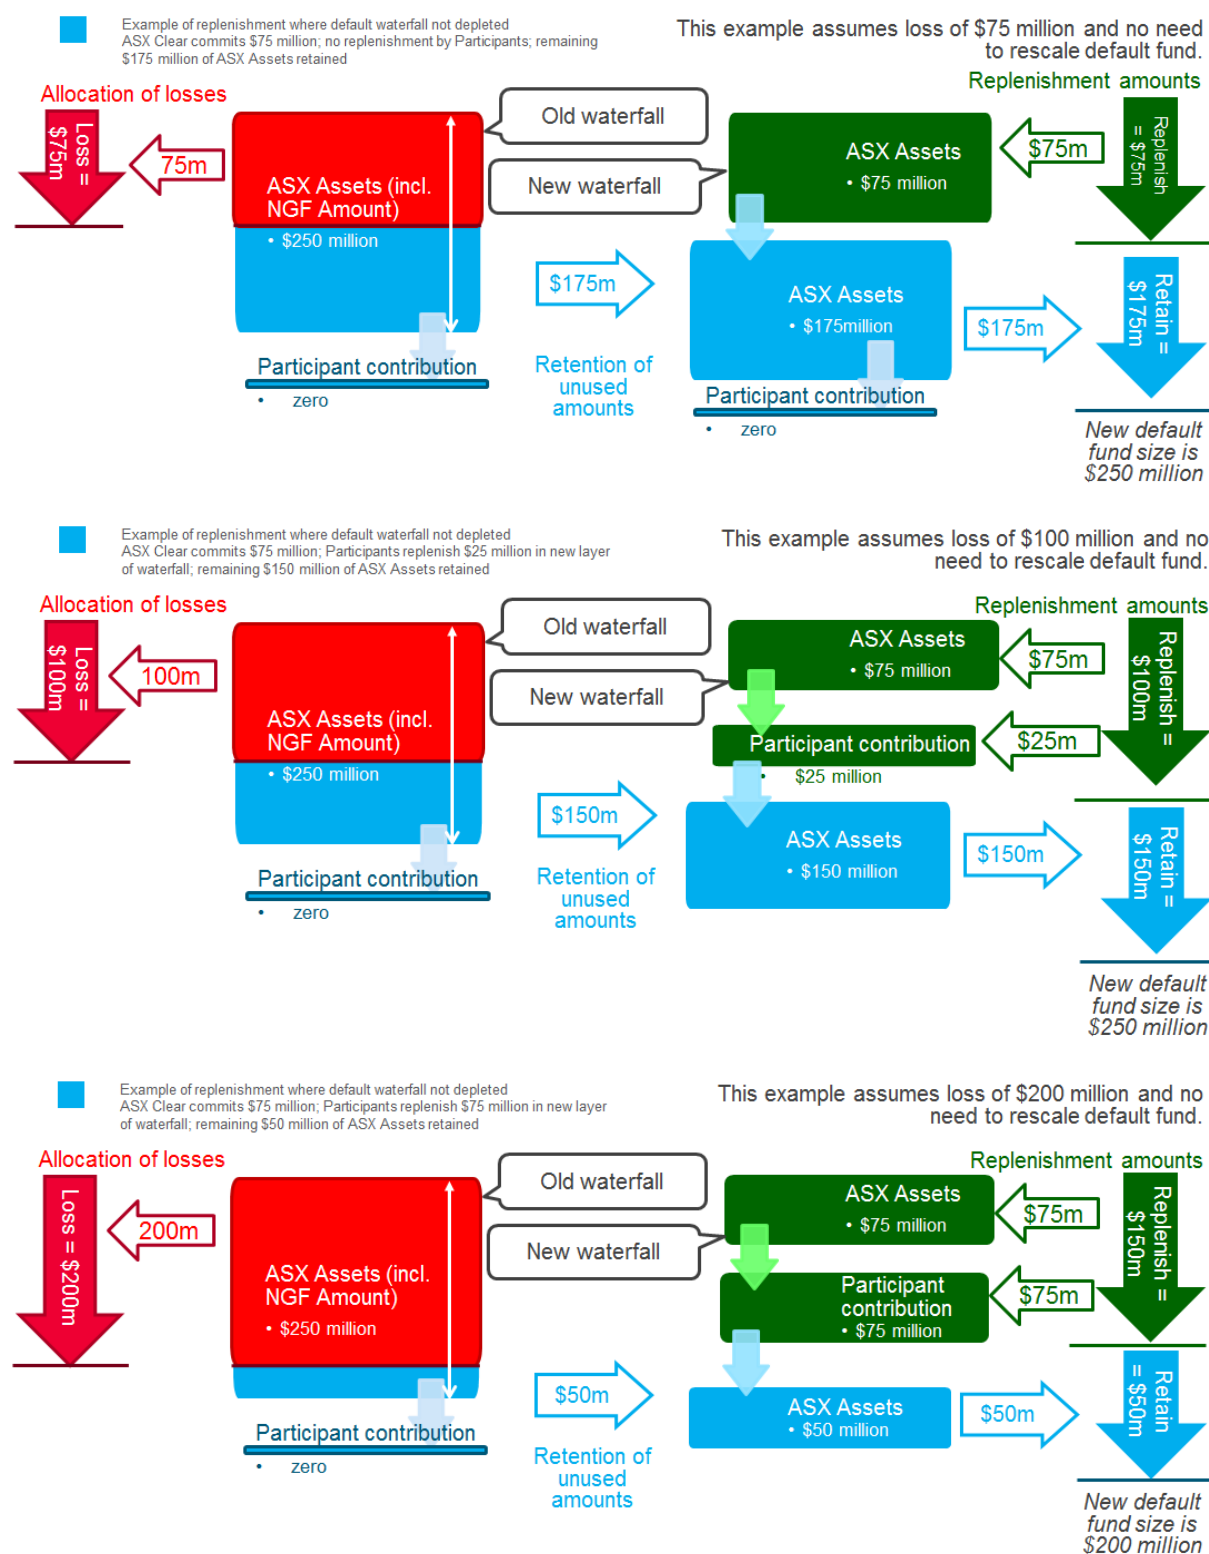 Example of replenishment where default waterfall not depleted
ASX Clear commits $75 million; no replenishment by Participants; remaining
$175 million of ASX Assets retained
This example assumes loss of $75 million and no need
to rescale default fund.
Allocation of losses
Replenishment amounts
Loss =
$75m
75m
ASX Assets (incl.
NGF Amount)
• $250 million
Old waterfall
New waterfall
ASX Assets
• $75 million
$75m
Replenish
= $75m
$175m
ASX Assets
• $175million
$175m
Retain =
$175m
Participant contribution
• zero
Retention of
unused
amounts
Participant contribution
• zero
New default
fund size is
$250 million
Example of replenishment where default waterfall not depleted
ASX Clear commits $75 million; Participants replenish $25 million in new layer
of waterfall; remaining $150 million of ASX Assets retained
This example assumes loss of $100 million and no
need to rescale default fund.
Allocation of losses
Replenishment amounts
Loss =
$100m
100m
ASX Assets (incl.
NGF Amount)
• $250 million
Old waterfall
New waterfall
ASX Assets
• $75 million
$75m
Replenish =
$100m
Participant contribution
• $25 million
$25m
$150m
ASX Assets
• $150 million
$150m
Retain =
$150m
Participant contribution
• zero
Retention of
unused
amounts
New default
fund size is
$250 million
Example of replenishment where default waterfall not depleted
ASX Clear commits $75 million; Participants replenish $75 million in new layer
of waterfall; remaining $50 million of ASX Assets retained
This example assumes loss of $200 million and no
need to rescale default fund.
Allocation of losses
Replenishment amounts
Loss = $200m
200m
ASX Assets (incl.
NGF Amount)
• $250 million
Old waterfall
New waterfall
ASX Assets
• $75 million
$75m
Replenish =
$150m
Participant
contribution
• $75 million
$75m
$50m
ASX Assets
• $50 million
$50m
Retain
= $50m
Participant contribution
• zero
Retention of
unused
amounts
New default
fund size is
$200 million